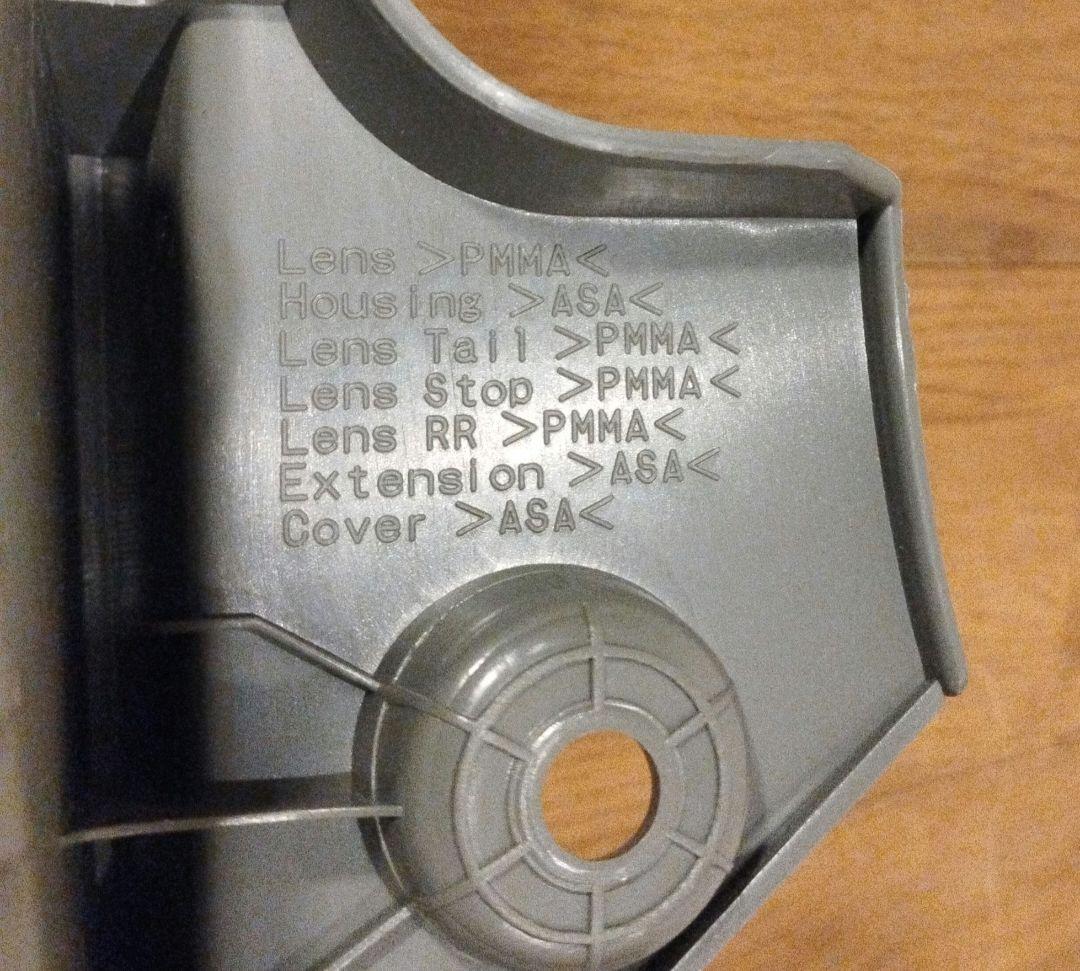 Lens >PMMA<
Housing >ASA<
Lens Tail >PMMA<
Lens Stop >PMMA<
Lens RR >PMMA<
Extension >ASA<
Cover >ASA<